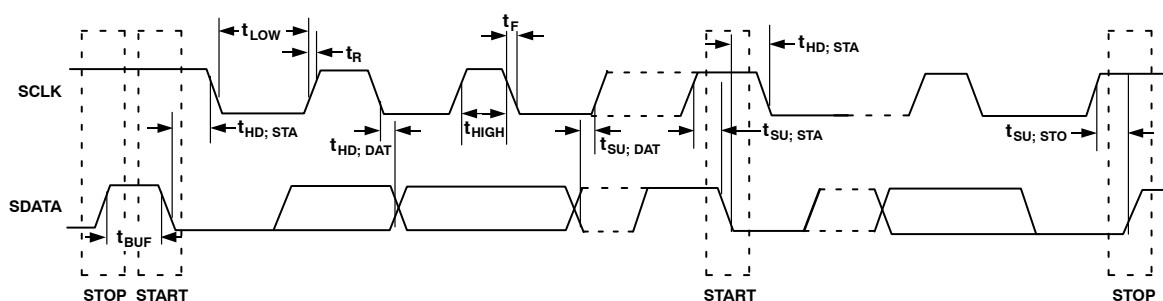 tLOW
tR
tF
tHD; STA
SCLK
tHD; STA
tHD; DAT
tHIGH
tSU; DAT
tSU; STA
tSU; STO
SDATA
tBUF
STOP
START
START
STOP